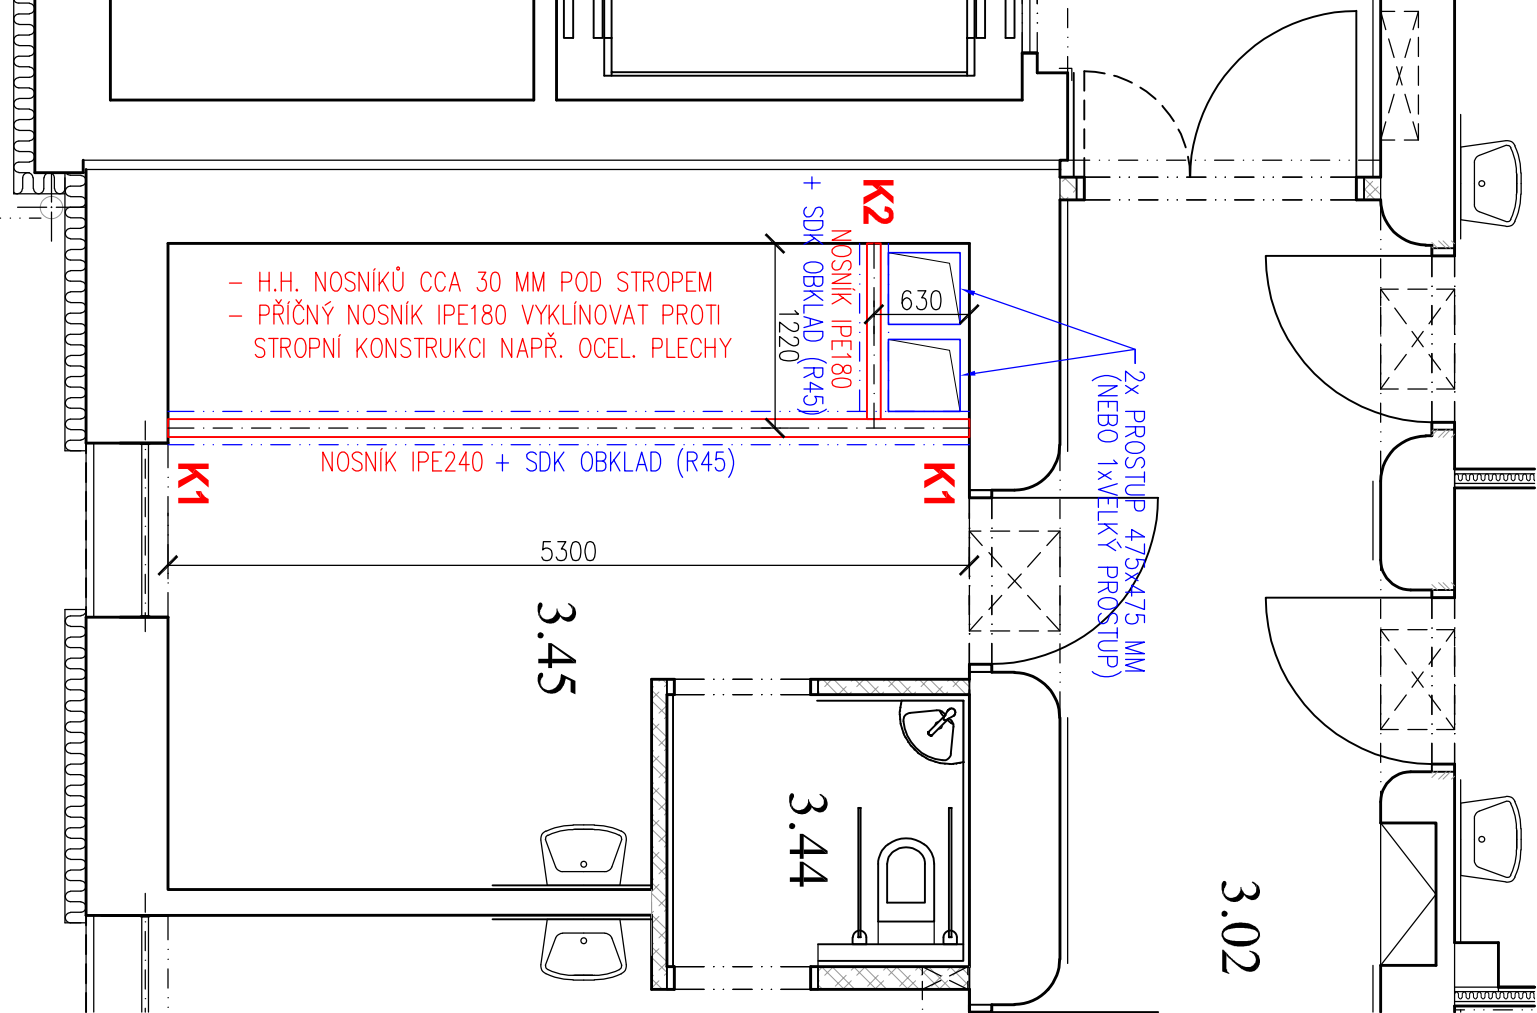 K2
NOSNÍK IPE180
+ SDK OBKLAD (R45)
- H.H. NOSNÍKŮ CCA 30 MM POD STROPEM
- PŘÍČNÝ NOSNÍK IPE180 VYKLÍNOVAT PROTI
STROPNÍ KONSTRUKCI NAPŘ. OCEL. PLECHY
630
1220
2x PROSTUP 475x475 MM
(NEBO 1xVELKÝ PROSTUP)
NOSNÍK IPE240 + SDK OBKLAD (R45)
K1
K1
5300
3.45
3.44
3.02